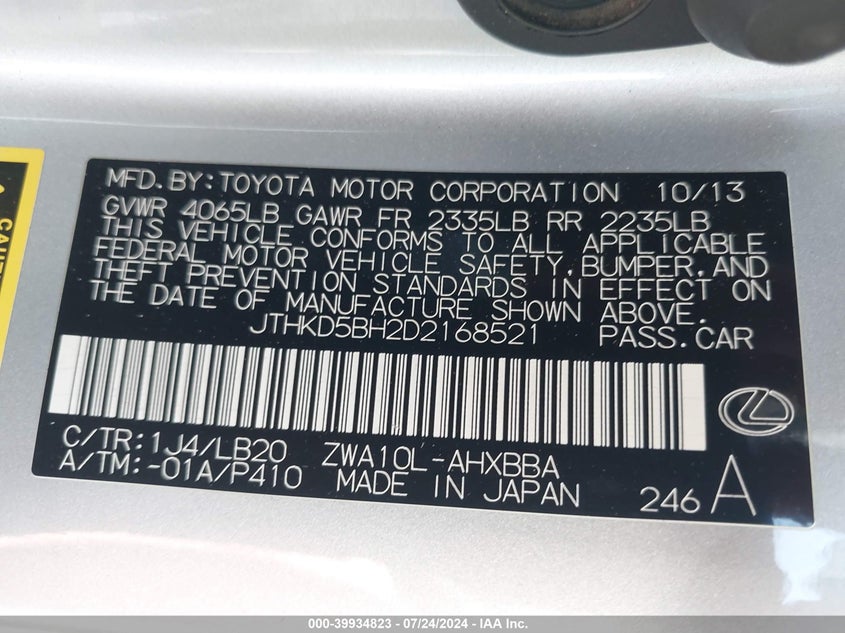 MFD.BY:TOYOTA MOTOR CORPORATION 10/13
GVWR 4065LB GAWR FR 2335LB RR 2235LB
THIS VEHICLE CONFORMS TO ALL APPLICABLE
FEDERAL MOTOR VEHICLE SAFETY,BUMPER,AND
THEFT PREVENTION STANDARDS IN EFFECT ON
THE DATE OF MANUFACTURE SHOWN ABOVE.
JTHKD5BH2D2168521 PASS.CAR
C/TR:1J4/LB20 ZWA10L-AHXBBA
A/TM:-01A/P410 MADE IN JAPAN 246 A
000-39934823 - 07/24/2024 - IAA Inc.